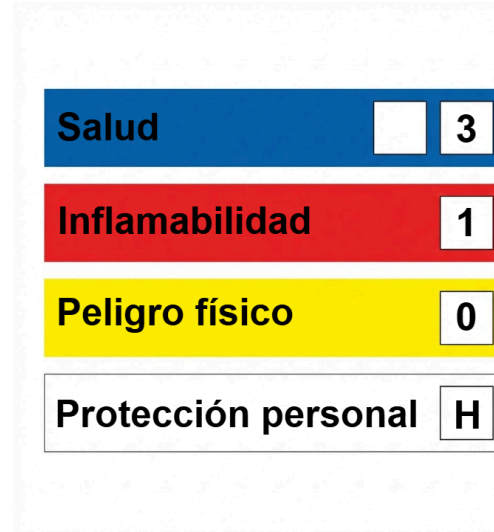 Salud 3
Inflamabilidad 1
Peligro físico 0
Protección personal H